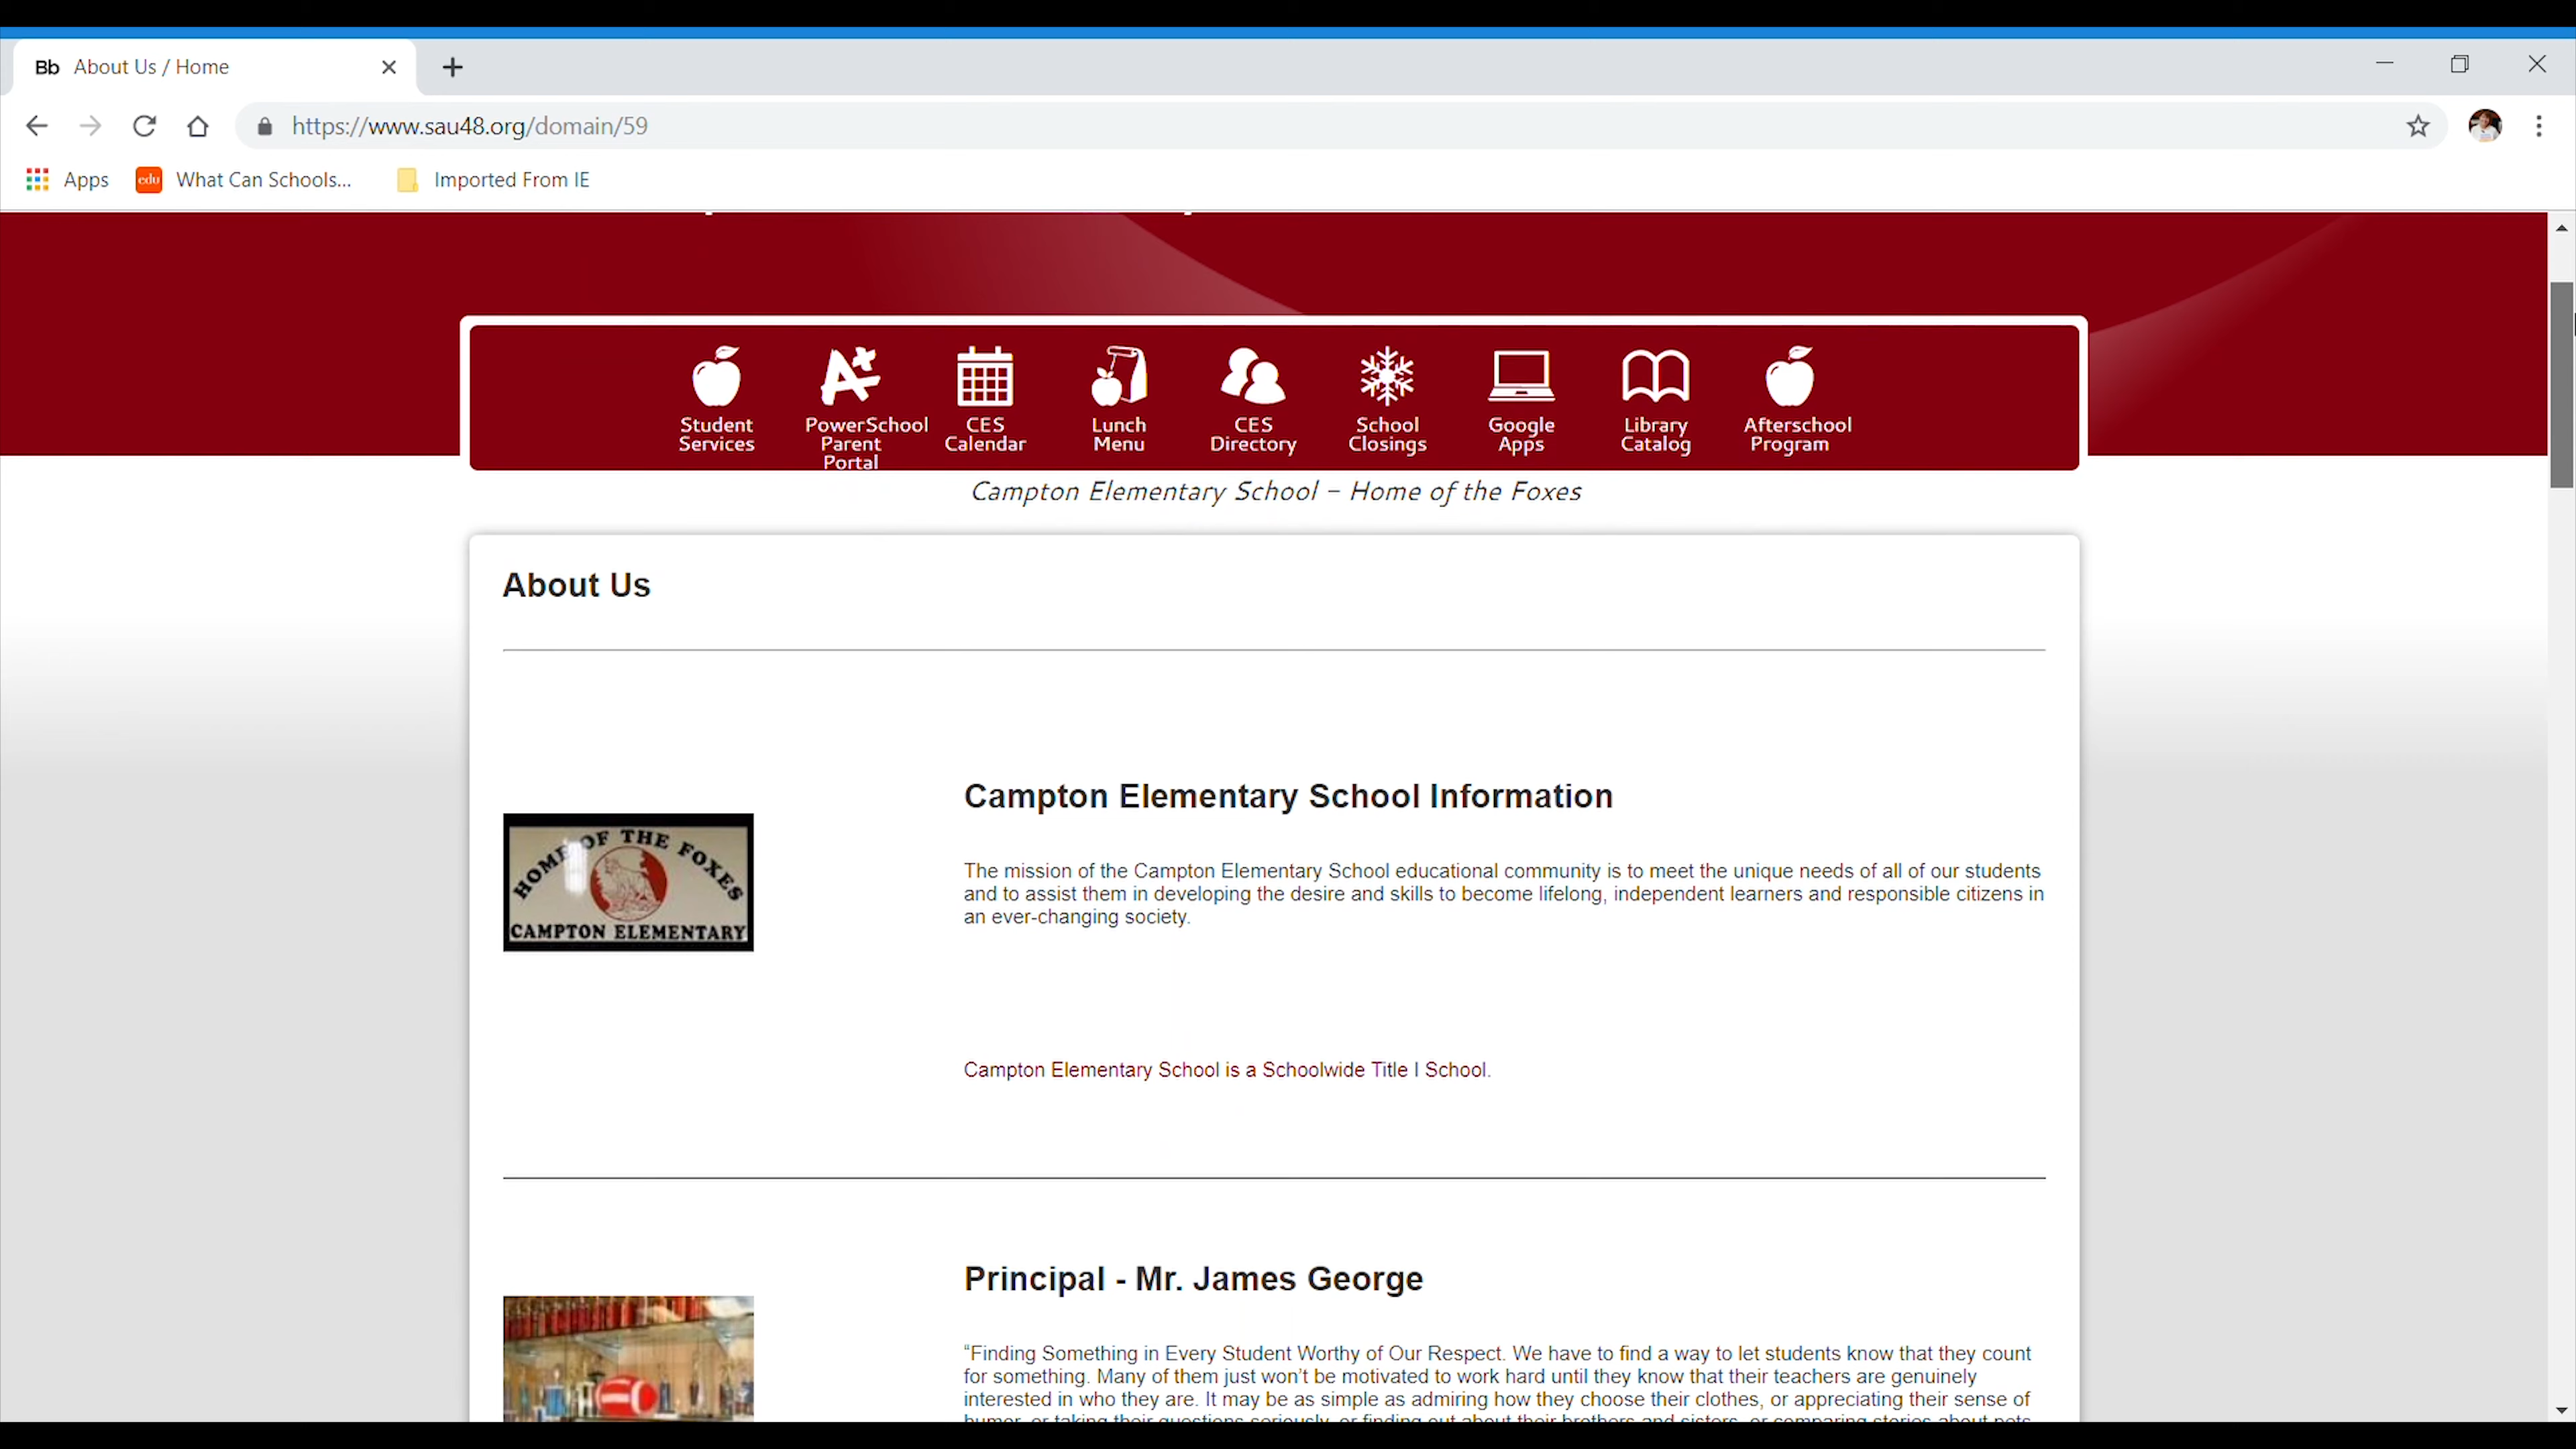 Bb About Us / Home
https://www.sau48.org/domain/59
Apps edu What Can Schools... Imported From IE
Student Services
PowerSchool Parent Portal
CES Calendar
Lunch Menu
CES Directory
School Closings
Google Apps
Library Catalog
Afterschool Program
Campton Elementary School - Home of the Foxes
About Us
HOME OF THE FOXES
CAMPTON ELEMENTARY
Campton Elementary School Information
The mission of the Campton Elementary School educational community is to meet the unique needs of all of our students
and to assist them in developing the desire and skills to become lifelong, independent learners and responsible citizens in
an ever-changing society.
Campton Elementary School is a Schoolwide Title I School.
Principal - Mr. James George
“Finding Something in Every Student Worthy of Our Respect. We have to find a way to let students know that they count
for something. Many of them just won’t be motivated to work hard until they know that their teachers are genuinely
interested in who they are. It may be as simple as admiring how they choose their clothes, or appreciating their sense of
humor, or taking their questions seriously, or finding out about their brothers and sisters, or comparing stories about pets